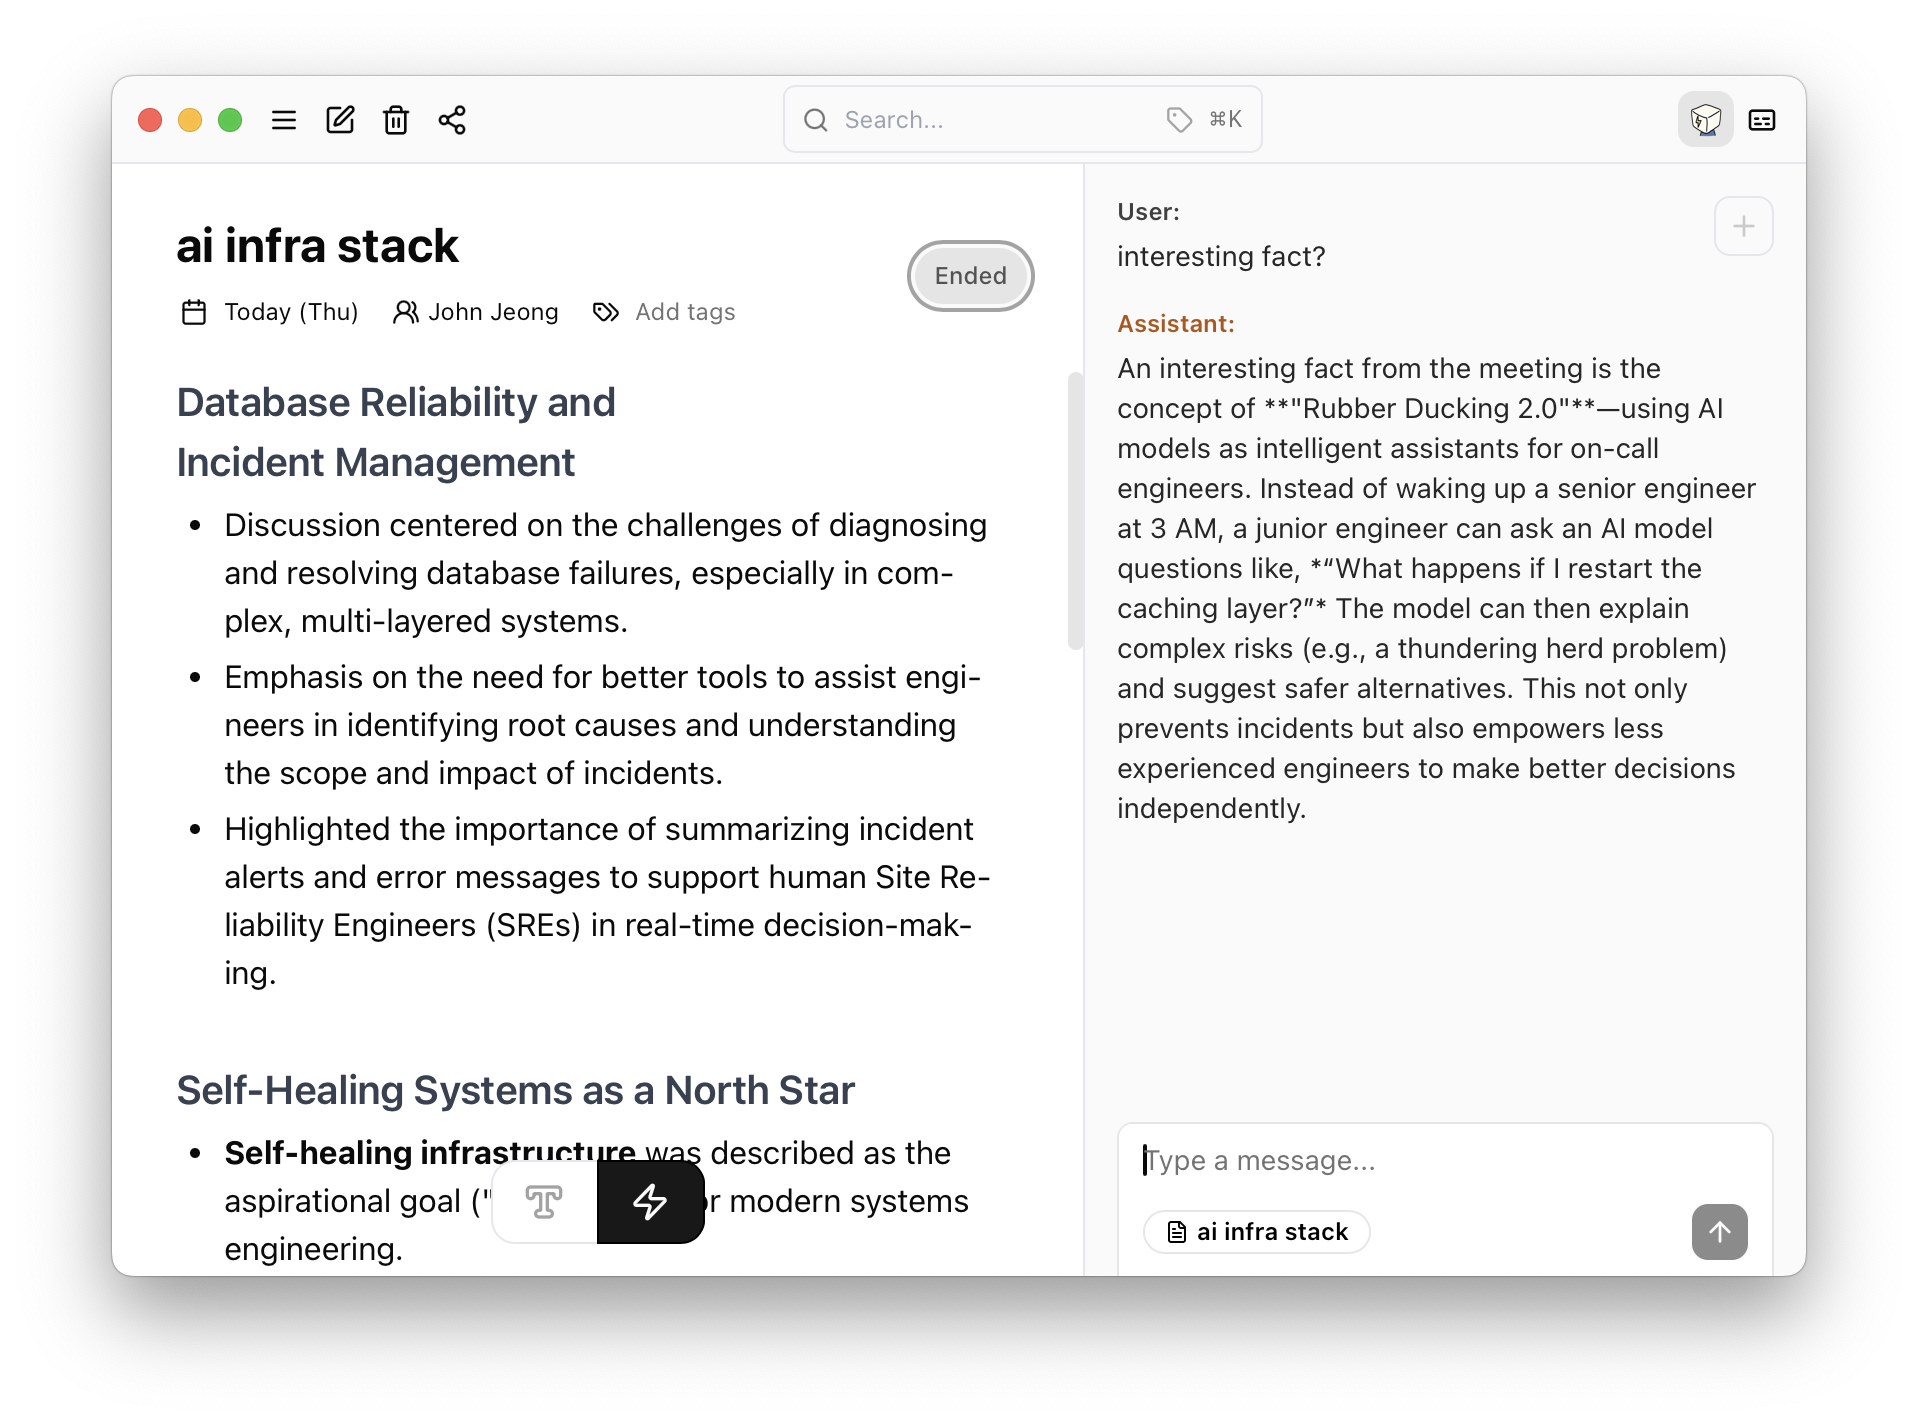 Search...
⌘K
ai infra stack
Ended
Today (Thu)
John Jeong
Add tags
Database Reliability and
Incident Management
• Discussion centered on the challenges of diagnosing
and resolving database failures, especially in com-
plex, multi-layered systems.
• Emphasis on the need for better tools to assist engi-
neers in identifying root causes and understanding
the scope and impact of incidents.
• Highlighted the importance of summarizing incident
alerts and error messages to support human Site Re-
liability Engineers (SREs) in real-time decision-mak-
ing.
Self-Healing Systems as a North Star
• Self-healing infrastructure was described as the
aspirational goal (" modern systems
engineering.
User:
interesting fact?
Assistant:
An interesting fact from the meeting is the
concept of **"Rubber Ducking 2.0"**—using AI
models as intelligent assistants for on-call
engineers. Instead of waking up a senior engineer
at 3 AM, a junior engineer can ask an AI model
questions like, *“What happens if I restart the
caching layer?”* The model can then explain
complex risks (e.g., a thundering herd problem)
and suggest safer alternatives. This not only
prevents incidents but also empowers less
experienced engineers to make better decisions
independently.
Type a message...
ai infra stack